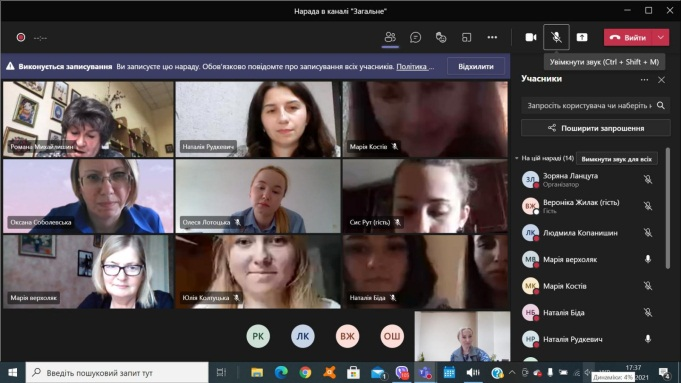 Нарада в каналі "Загальне"
--:--
Вийти
Увімкнути звук (Ctrl + Shift + M)
Виконується записування Ви записуєте цю нараду. Обов'язково повідомте про записування всіх учасників. Політика ...
Відхилити
Учасники
Запросіть користувача чи наберіть н
Поширити запрошення
На цій нараді (14)
Вимкнути звук для всіх
ЗЛ Зоряна Ланцута
Організатор
ВЖ Вероніка Жилак (гість)
Гість
ЛК Людмила Копанишин
МВ Марія верхоляк
МК Марія Костів
НБ Наталія Біда
НР Наталія Рудкевич
Романа Михайлишин
Наталія Рудкевич
Марія Костів
Оксана Соболевська
Олеся Лотоцька
Сис Рут (гість)
Марія верхоляк
Юлія Колтуцька
Наталія Біда
РК
ЛК
ВЖ
ОШ
Введіть пошуковий запит тут
17:37
Динаміки: 4%
2021